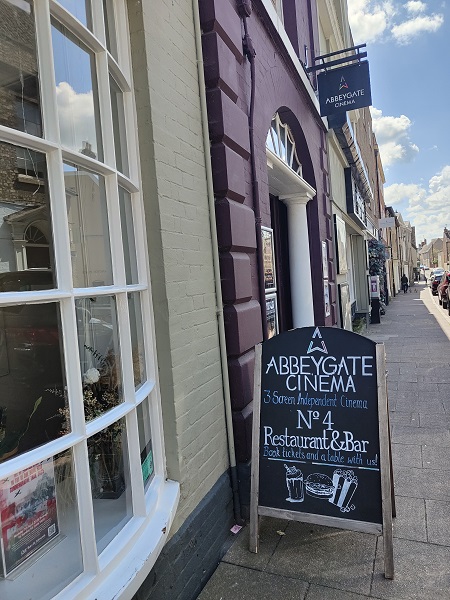 ABBEYGATE
CINEMA
ABBEYGATE
CINEMA
3 Screen Independent Cinema
Nº4
Restaurant&Bar
Book tickets and a table with us!